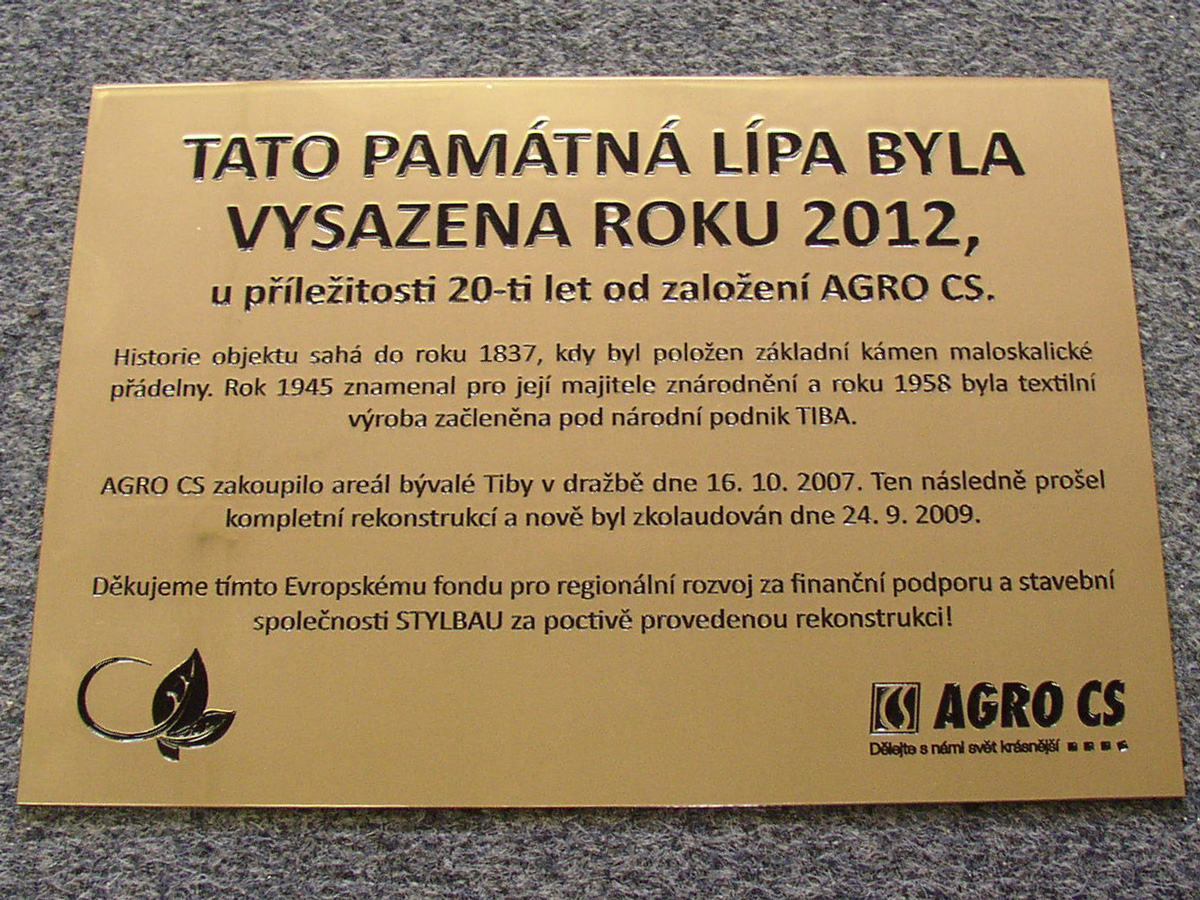 TATO PAMÁTNÁ LÍPA BYLA
VYSAZENA ROKU 2012,
u příležitosti 20-ti let od založení AGRO CS.
Historie objektu sahá do roku 1837, kdy byl položen základní kámen maloskalické
přádelny. Rok 1945 znamenal pro její majitele znárodnění a roku 1958 byla textilní
výroba začleněna pod národní podnik TIBA.
AGRO CS zakoupilo areál bývalé Tiby v dražbě dne 16. 10. 2007. Ten následně prošel
kompletní rekonstrukcí a nově byl zkolaudován dne 24. 9. 2009.
Děkujeme tímto Evropskému fondu pro regionální rozvoj za finanční podporu a stavební
společnosti STYLBAU za poctivě provedenou rekonstrukci!
AGRO CS
Dělejte s námi svět krásnější